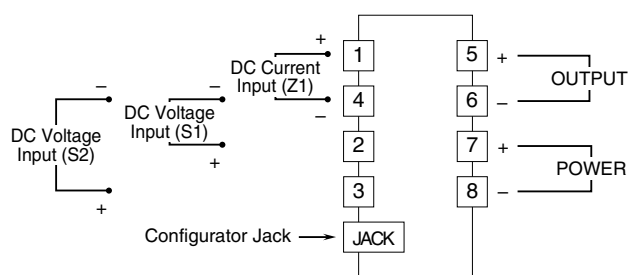 + 1 5 +
DC Current
Input (Z1)
OUTPUT
– – – 4 6 –
DC Voltage
Input (S1)
DC Voltage
Input (S2)
2 7 +
+
POWER
+ 3 8 –
Configurator Jack JACK